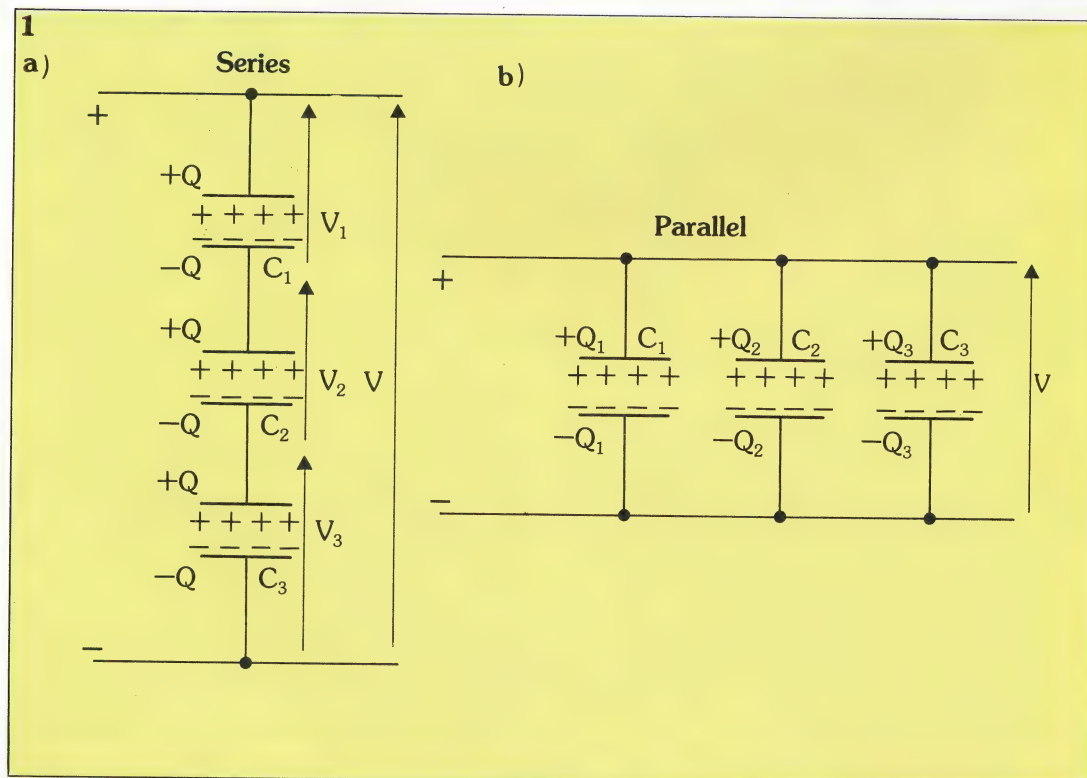 1
a)
Series
+
+Q
+ + + +
V₁
− − − −
−Q
C₁
+Q
+ + + +
V₂
V
− − − −
−Q
C₂
+Q
+ + + +
V₃
− − − −
−Q
C₃
−
b)
Parallel
+
+Q₁ C₁ +Q₂ C₂ +Q₃ C₃
+ + + + + + + + + + + +
V
− − − − − − − − − − − −
−Q₁ −Q₂ −Q₃
−